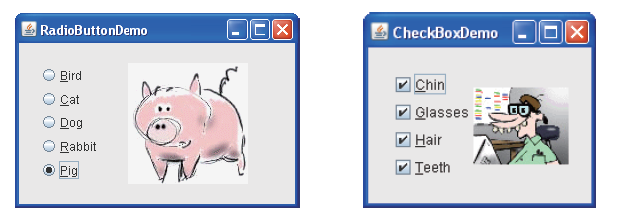 RadioButtonDemo
Bird
Cat
Dog
Rabbit
Pig
CheckBoxDemo
Chin
Glasses
Hair
Teeth